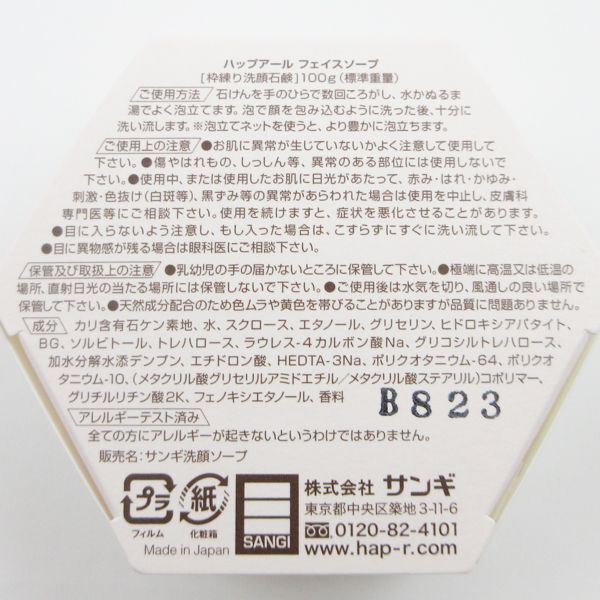 ハップアール フェイスソープ
[枠練り洗顔石鹸]100g(標準重量)
ご使用方法 石けんを手のひらで数回ころがし、水かぬるま
湯でよく泡立てます。泡で顔を包み込むように洗った後、十分に
洗い流します。※泡立てネットを使うと、より豊かに泡立ちます。
ご使用上の注意 ●お肌に異常が生じていないかよく注意して使用して
下さい。●傷やはれもの、しっしん等、異常のある部位には使用しないで
下さい。●使用中、または使用したお肌に日光があたって、赤み・はれ・かゆみ・
刺激・色抜け(白斑等)、黒ずみ等の異常があらわれた場合は使用を中止し、皮膚科
専門医等にご相談下さい。使用を続けますと、症状を悪化させることがあります。
●目に入らないよう注意し、もし入った場合は、こすらずにすぐに洗い流して下さい。
●目に異物感が残る場合は眼科医にご相談下さい。
保管及び取扱上の注意 ●乳幼児の手の届かないところに保管して下さい。●極端に高温又は低温の
場所、直射日光の当たる場所には保管しないで下さい。●ご使用後は水気を切り、風通しの良い場所で
保管して下さい。●天然成分配合のため色ムラや黄色を帯びることがありますが品質に問題ありません。
成分 カリ含有石ケン素地、水、スクロース、エタノール、グリセリン、ヒドロキシアパタイト、
BG、ソルビトール、トレハロース、ラウレス-4カルボン酸Na、グリコシルトレハロース、
加水分解水添デンプン、エチドロン酸、HEDTA-3Na、ポリクオタニウム-64、ポリクオ
タニウム-10、(メタクリル酸グリセリルアミドエチル/メタクリル酸ステアリル)コポリマー、
グリチルリチン酸2K、フェノキシエタノール、香料
B823
アレルギーテスト済み
全ての方にアレルギーが起きないというわけではありません。
販売名:サンギ洗顔ソープ
プラ
フィルム
紙
化粧箱
Made in Japan
SANGI
株式会社 サンギ
東京都中央区築地3-11-6
0120-82-4101
www.hap-r.com